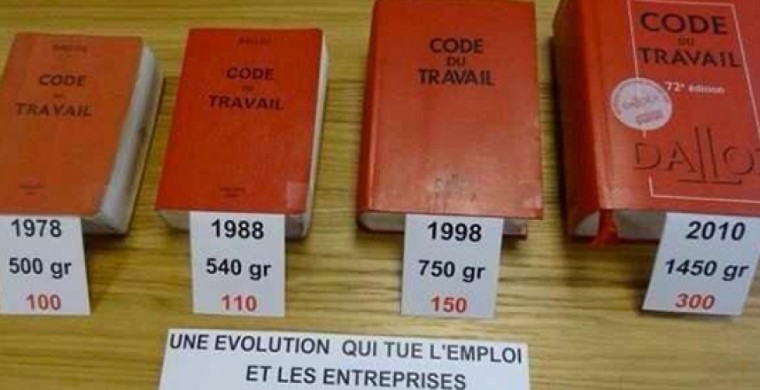 DALLOZ
CODE
DU
TRAVAIL
1978
500 gr
100
DALLOZ
CODE
DU
TRAVAIL
1988
540 gr
110
CODE
DU
TRAVAIL
1998
750 gr
150
CODE
DU
TRAVAIL
72e édition
DALLOZ
2010
1450 gr
300
UNE EVOLUTION QUI TUE L'EMPLOI
ET LES ENTREPRISES